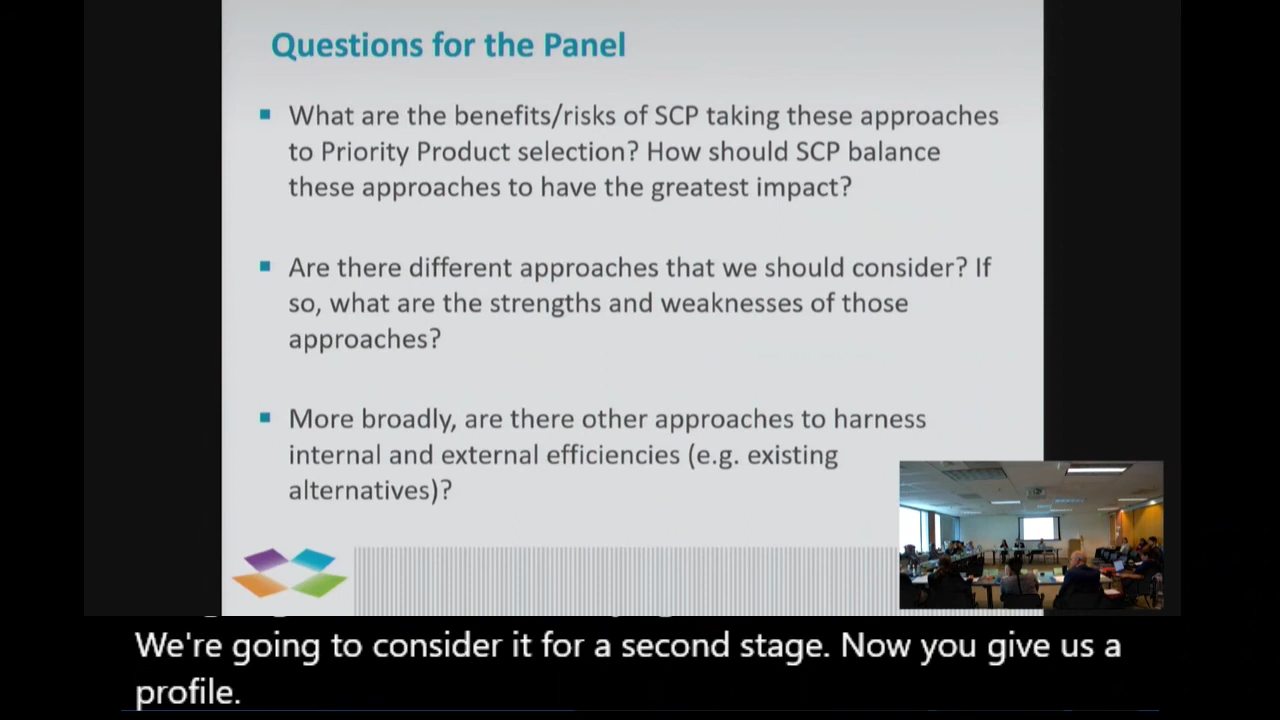 Questions for the Panel
What are the benefits/risks of SCP taking these approaches
to Priority Product selection? How should SCP balance
these approaches to have the greatest impact?
Are there different approaches that we should consider? If
so, what are the strengths and weaknesses of those
approaches?
More broadly, are there other approaches to harness
internal and external efficiencies (e.g. existing
alternatives)?
We're going to consider it for a second stage. Now you give us a
profile.